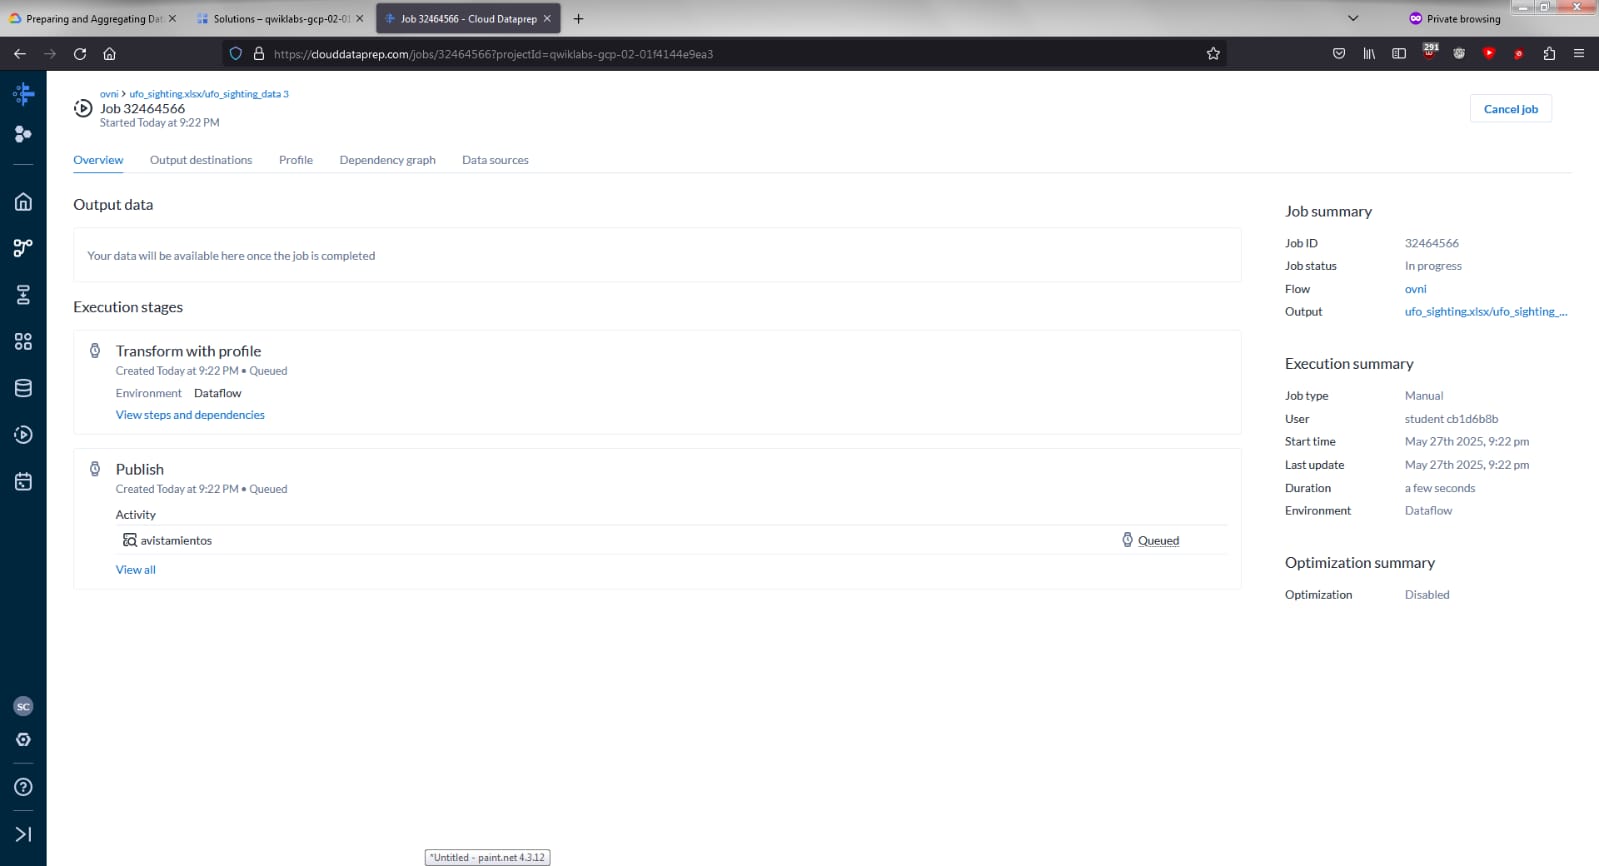 Preparing and Aggregating Dat
Solutions – qwiklabs-gcp-02-01
Job 32464566 - Cloud Dataprep
Private browsing
https://clouddataprep.com/jobs/32464566?projectId=qwiklabs-gcp-02-01f4144e9ea3
291
ovni > ufo_sighting.xlsx/ufo_sighting_data 3
Job 32464566
Started Today at 9:22 PM
Cancel job
Overview
Output destinations
Profile
Dependency graph
Data sources
Output data
Your data will be available here once the job is completed
Execution stages
Transform with profile
Created Today at 9:22 PM • Queued
Environment Dataflow
View steps and dependencies
Publish
Created Today at 9:22 PM • Queued
Activity
avistamientos
Queued
View all
Job summary
Job ID 32464566
Job status In progress
Flow ovni
Output ufo_sighting.xlsx/ufo_sighting_...
Execution summary
Job type Manual
User student cb1d6b8b
Start time May 27th 2025, 9:22 pm
Last update May 27th 2025, 9:22 pm
Duration a few seconds
Environment Dataflow
Optimization summary
Optimization Disabled
SC
*Untitled - paint.net 4.3.12